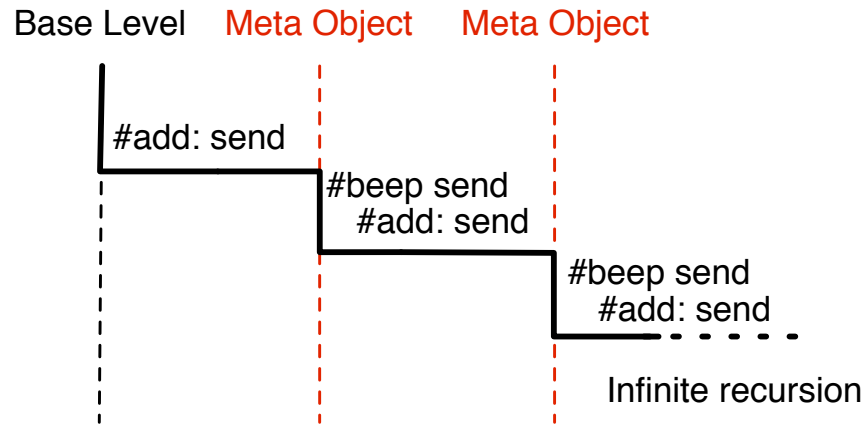 Base Level Meta Object Meta Object
#add: send
#beep send
#add: send
#beep send
#add: send
Infinite recursion